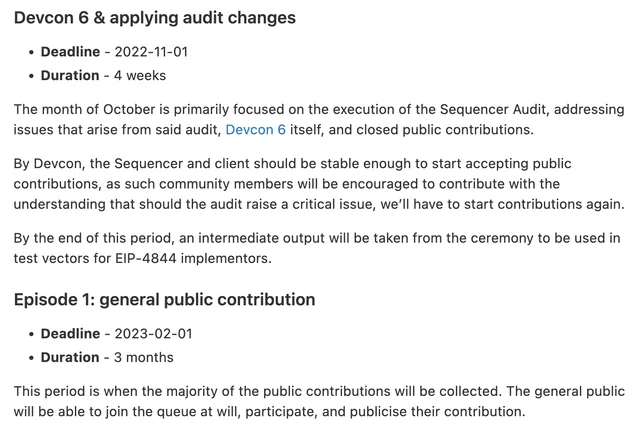 Devcon 6 & applying audit changes
• Deadline - 2022-11-01
• Duration - 4 weeks
The month of October is primarily focused on the execution of the Sequencer Audit, addressing
issues that arise from said audit, Devcon 6 itself, and closed public contributions.
By Devcon, the Sequencer and client should be stable enough to start accepting public
contributions, as such community members will be encouraged to contribute with the
understanding that should the audit raise a critical issue, we'll have to start contributions again.
By the end of this period, an intermediate output will be taken from the ceremony to be used in
test vectors for EIP-4844 implementors.
Episode 1: general public contribution
• Deadline - 2023-02-01
• Duration - 3 months
This period is when the majority of the public contributions will be collected. The general public
will be able to join the queue at will, participate, and publicise their contribution.